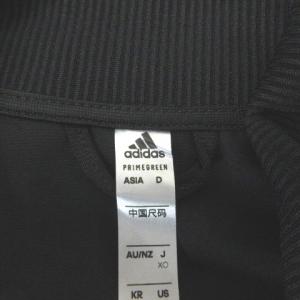 adidas
PRIMEGREEN
ASIA D
中国尺码
AU/NZ J
XO
KR US